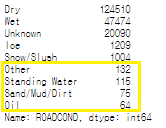 Dry 124510
Wet 47474
Unknown 20090
Ice 1209
Snow/Slush 1004
Other 132
Standing Water 115
Sand/Mud/Dirt 75
Oil 64
Name: ROADCOND, dtype: int64